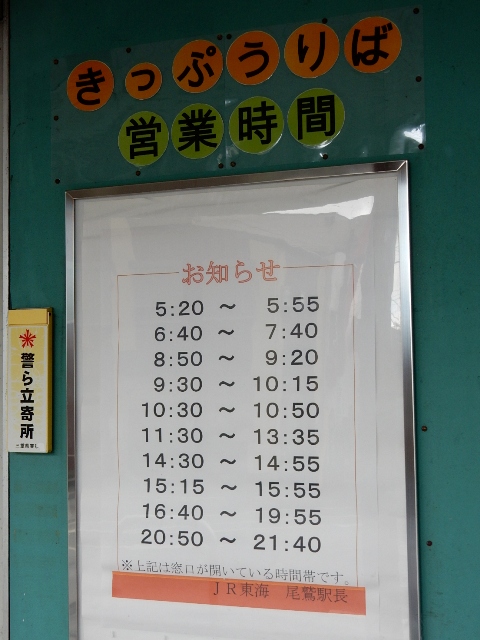 きっぷうりば
営業時間
お知らせ
5:20 ～ 5:55
6:40 ～ 7:40
8:50 ～ 9:20
9:30 ～ 10:15
10:30 ～ 10:50
11:30 ～ 13:35
14:30 ～ 14:55
15:15 ～ 15:55
16:40 ～ 19:55
20:50 ～ 21:40
※上記は窓口が開いている時間帯です。
ＪＲ東海 尾鷲駅長
警ら立寄所